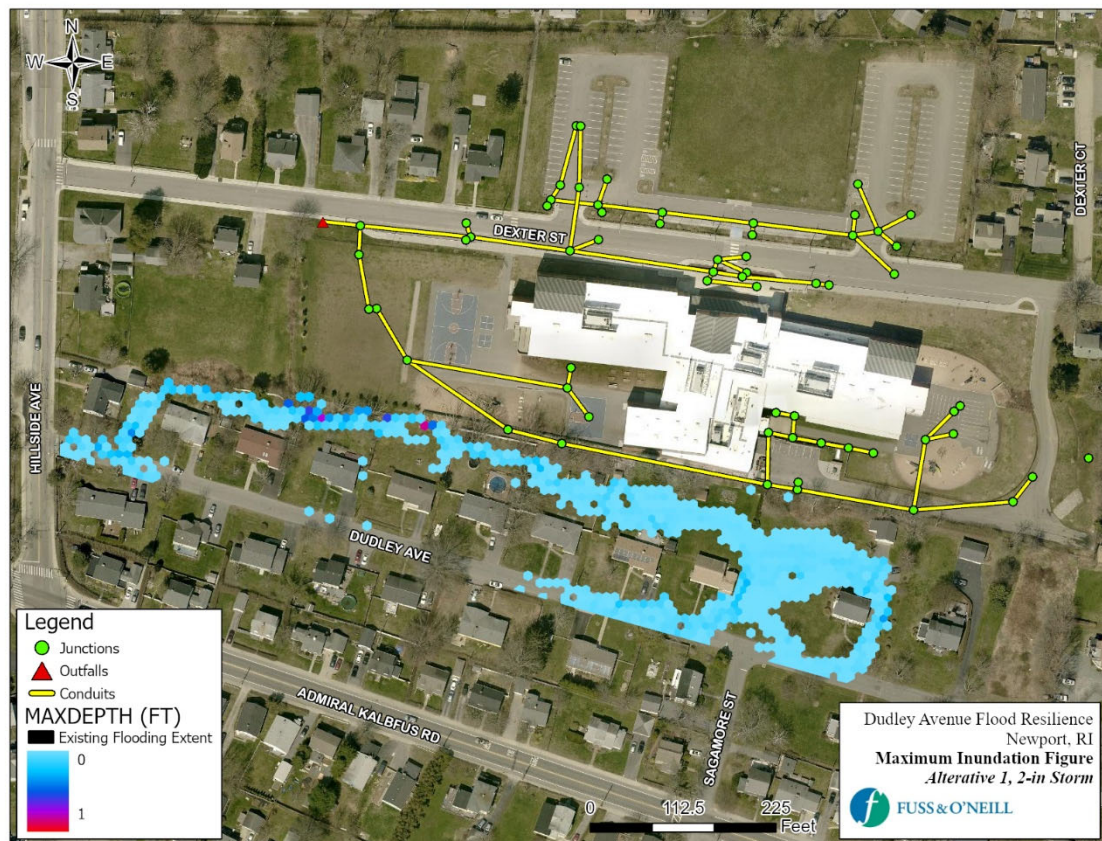 N
W E
S
HILLSIDE AVE
DEXTER ST
DEXTER CT
DUDLEY AVE
ADMIRAL KALBFUS RD
SAGAMORE ST
Legend
Junctions
Outfalls
Conduits
MAXDEPTH (FT)
Existing Flooding Extent
0
1
0 112.5 225
Feet
Dudley Avenue Flood Resilience
Newport, RI
Maximum Inundation Figure
Alterative 1, 2-in Storm
f FUSS & O'NEILL